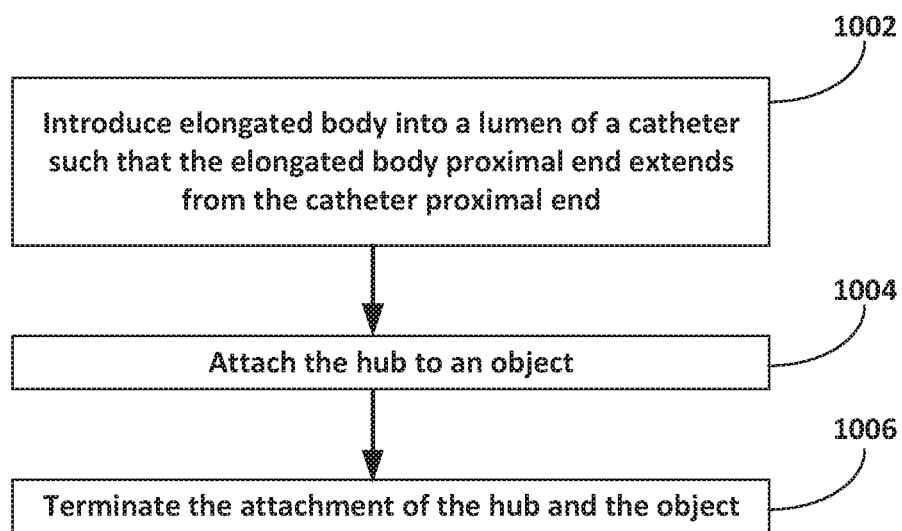 1002
Introduce elongated body into a lumen of a catheter
such that the elongated body proximal end extends
from the catheter proximal end
1004
Attach the hub to an object
1006
Terminate the attachment of the hub and the object